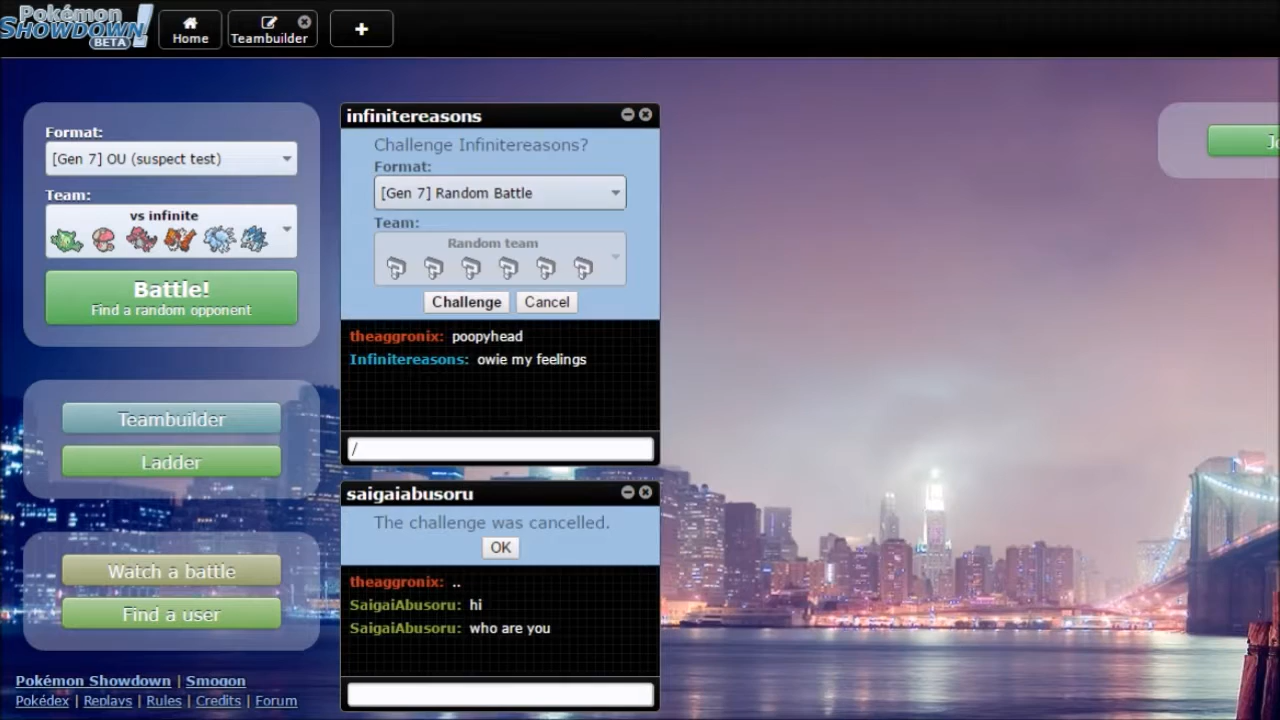 Pokémon
SHOWDOWN!
BETA
Home
Teambuilder
+
Format:
[Gen 7] OU (suspect test)
Team:
vs infinite
Battle!
Find a random opponent
Teambuilder
Ladder
Watch a battle
Find a user
Pokémon Showdown | Smogon
Pokédex | Replays | Rules | Credits | Forum
infinitereasons
Challenge Infinitereasons?
Format:
[Gen 7] Random Battle
Team:
Random team
Challenge Cancel
theaggronix: poopyhead
Infinitereasons: owie my feelings
/
saigaiabusoru
The challenge was cancelled.
OK
theaggronix: ..
SaigaiAbusoru: hi
SaigaiAbusoru: who are you